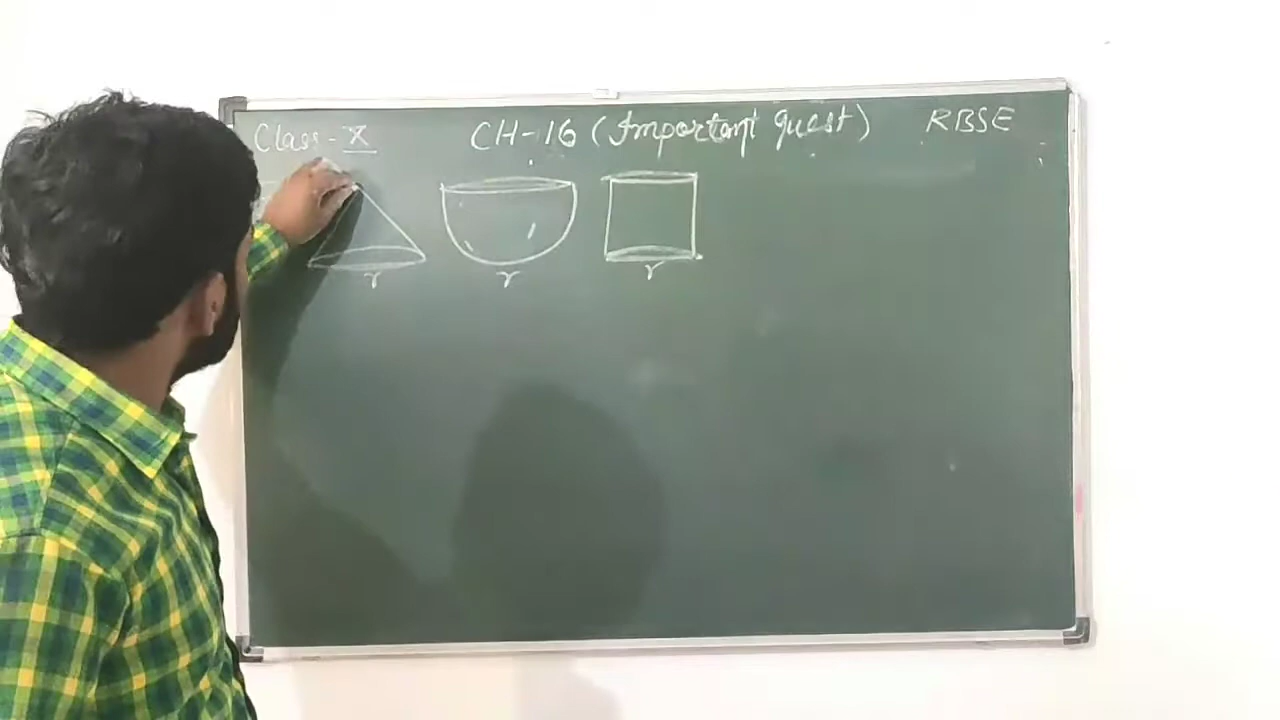 Class - X CH-16 (Important Quest) RBSE
r r r